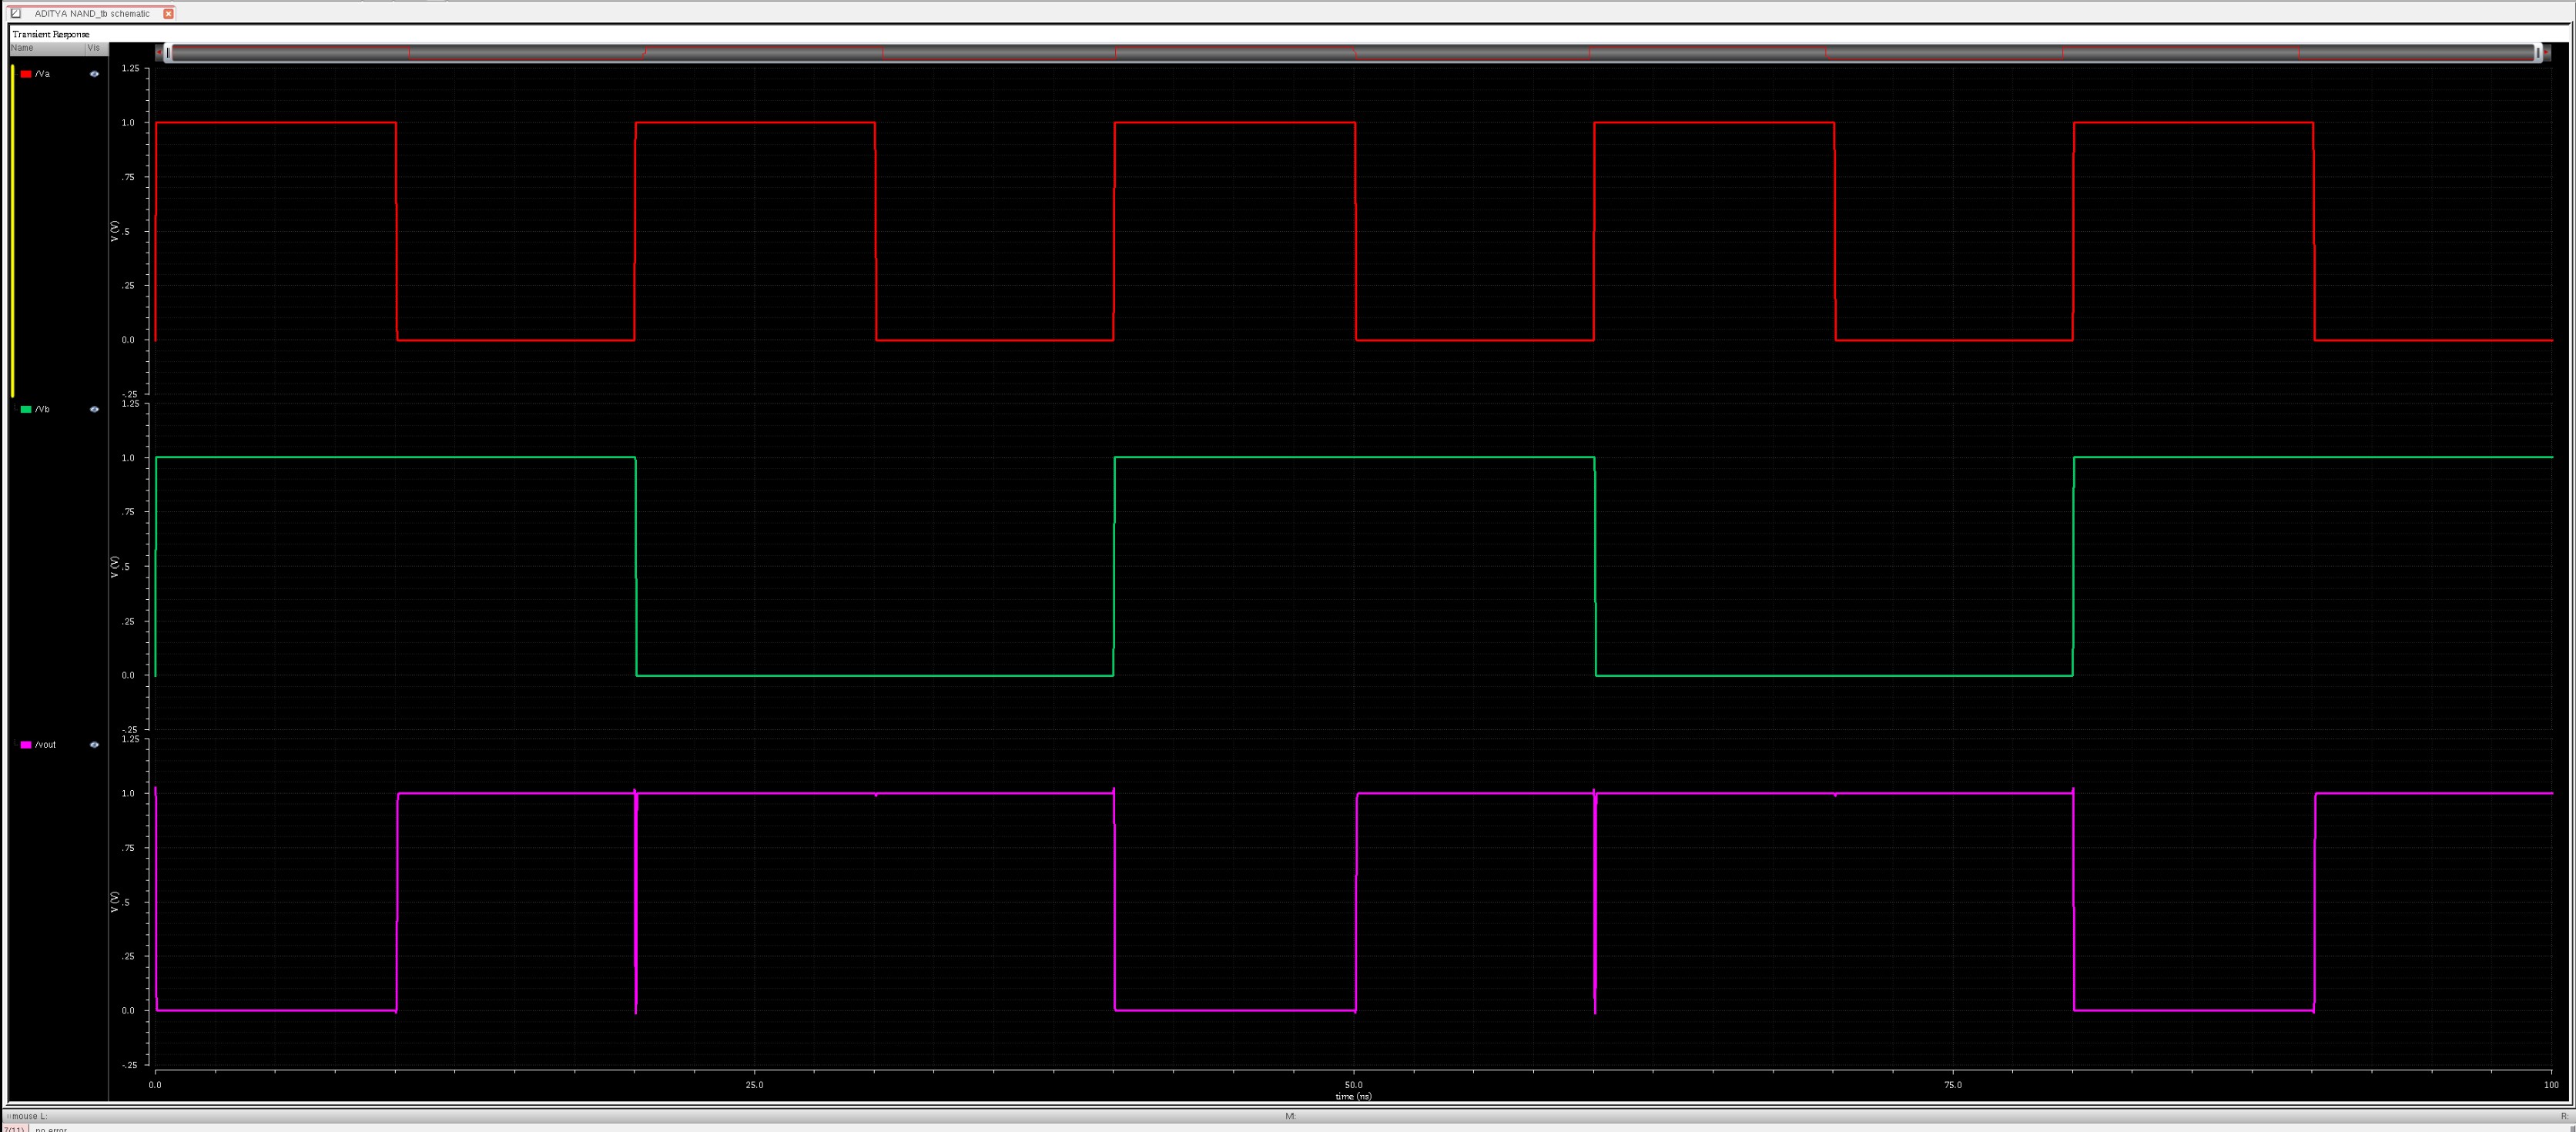 ADITYA NAND_tb schematic
Transient Response
Name Vis
/Va
1.25
1.0
.75
.5
.25
0.0
-.25
V (V)
/Vb
1.25
1.0
.75
.5
.25
0.0
-.25
V (V)
/vout
1.25
1.0
.75
.5
.25
0.0
-.25
V (V)
0.0 25.0 50.0 75.0 100
time (ns)
mouse L: M: R:
7(11) no error